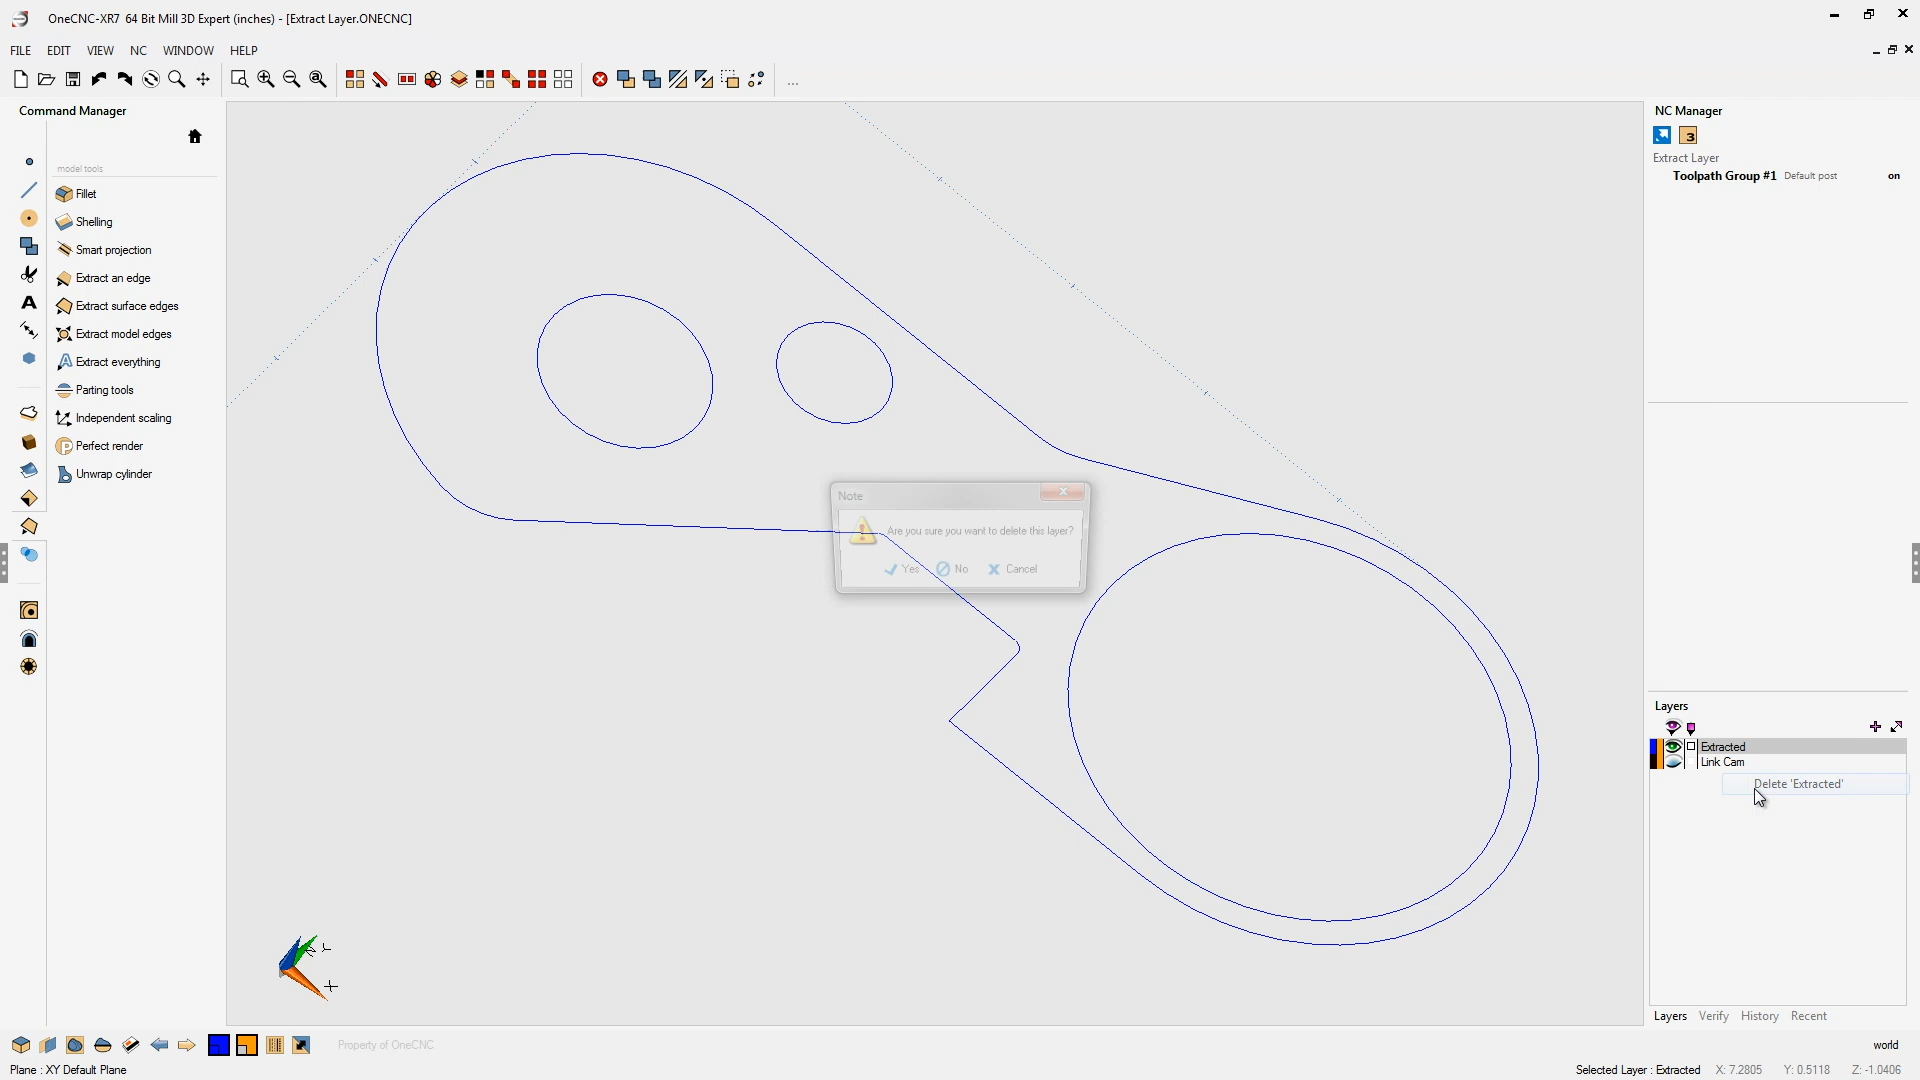 OneCNC-XR7 64 Bit Mill 3D Expert (inches) - [Extract Layer.ONECNC]
FILE EDIT VIEW NC WINDOW HELP
...
Command Manager
model tools
Fillet
Shelling
Smart projection
Extract an edge
Extract surface edges
Extract model edges
Extract everything
Parting tools
Independent scaling
Perfect render
Unwrap cylinder
Note
Are you sure you want to delete this layer?
Yes No Cancel
NC Manager
3
Extract Layer
Toolpath Group #1 Default post on
Layers
Extracted
Link Cam
Delete 'Extracted'
Layers Verify History Recent
Property of OneCNC
world
Plane : XY Default Plane
Selected Layer : Extracted X: 7.2805 Y: 0.5118 Z: -1.0406